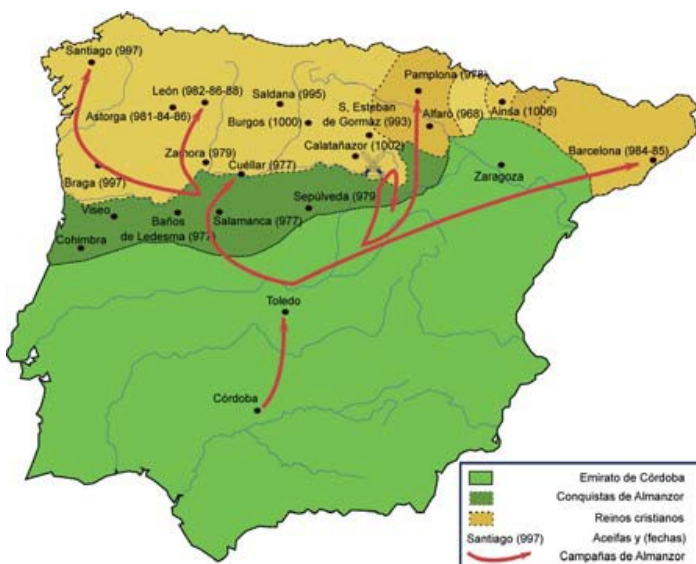 Santiago (997)
León (982-86-88)
Saldana (995)
Pamplona (978)
Astorga (981-84-86)
Burgos (1000)
S, Esteban
de Gormaz (993)
Alfaro (968)
Ainsa (1006)
Calatañazor (1002)
Zamora (979)
Cuéllar (977)
Barcelona (984-85)
Braga (997)
Zaragoza
Viseo
Baños
de Ledesma (977)
Salamanca (977)
Sepúlveda (979
Cohimbra
Toledo
Córdoba
Emirato de Córdoba
Conquistas de Almanzor
Reinos cristianos
Santiago (997) Aceifas y (fechas)
Campañas de Almanzor